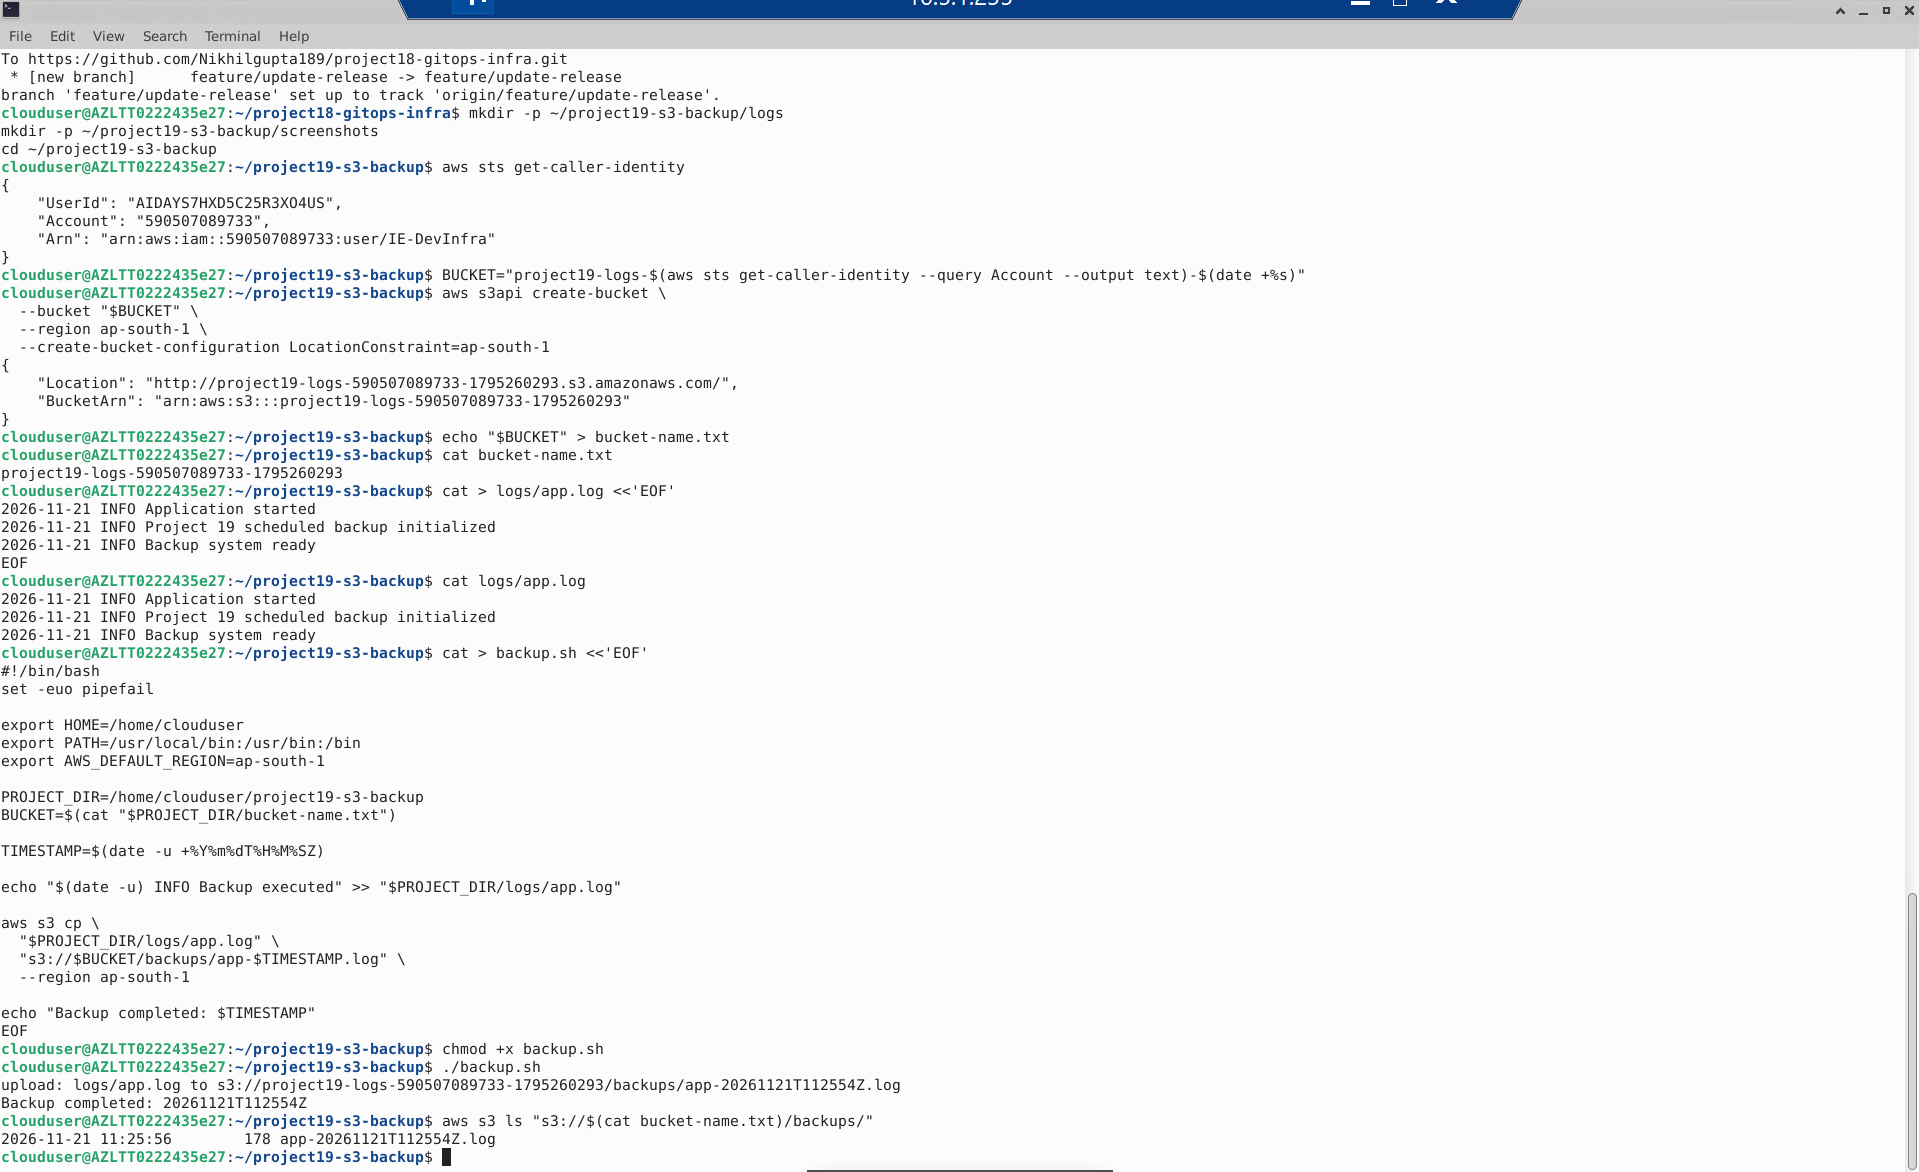 File Edit View Search Terminal Help
To https://github.com/Nikhilgupta189/project18-gitops-infra.git
 * [new branch]      feature/update-release -> feature/update-release
branch 'feature/update-release' set up to track 'origin/feature/update-release'.
clouduser@AZLTT0222435e27:~/project18-gitops-infra$ mkdir -p ~/project19-s3-backup/logs
mkdir -p ~/project19-s3-backup/screenshots
cd ~/project19-s3-backup
clouduser@AZLTT0222435e27:~/project19-s3-backup$ aws sts get-caller-identity
{
    "UserId": "AIDAYS7HXD5C25R3XO4US",
    "Account": "590507089733",
    "Arn": "arn:aws:iam::590507089733:user/IE-DevInfra"
}
clouduser@AZLTT0222435e27:~/project19-s3-backup$ BUCKET="project19-logs-$(aws sts get-caller-identity --query Account --output text)-$(date +%s)"
clouduser@AZLTT0222435e27:~/project19-s3-backup$ aws s3api create-bucket \
  --bucket "$BUCKET" \
  --region ap-south-1 \
  --create-bucket-configuration LocationConstraint=ap-south-1
{
    "Location": "http://project19-logs-590507089733-1795260293.s3.amazonaws.com/",
    "BucketArn": "arn:aws:s3:::project19-logs-590507089733-1795260293"
}
clouduser@AZLTT0222435e27:~/project19-s3-backup$ echo "$BUCKET" > bucket-name.txt
clouduser@AZLTT0222435e27:~/project19-s3-backup$ cat bucket-name.txt
project19-logs-590507089733-1795260293
clouduser@AZLTT0222435e27:~/project19-s3-backup$ cat > logs/app.log <<'EOF'
2026-11-21 INFO Application started
2026-11-21 INFO Project 19 scheduled backup initialized
2026-11-21 INFO Backup system ready
EOF
clouduser@AZLTT0222435e27:~/project19-s3-backup$ cat logs/app.log
2026-11-21 INFO Application started
2026-11-21 INFO Project 19 scheduled backup initialized
2026-11-21 INFO Backup system ready
clouduser@AZLTT0222435e27:~/project19-s3-backup$ cat > backup.sh <<'EOF'
#!/bin/bash
set -euo pipefail

export HOME=/home/clouduser
export PATH=/usr/local/bin:/usr/bin:/bin
export AWS_DEFAULT_REGION=ap-south-1

PROJECT_DIR=/home/clouduser/project19-s3-backup
BUCKET=$(cat "$PROJECT_DIR/bucket-name.txt")

TIMESTAMP=$(date -u +%Y%m%dT%H%M%SZ)

echo "$(date -u) INFO Backup executed" >> "$PROJECT_DIR/logs/app.log"

aws s3 cp \
  "$PROJECT_DIR/logs/app.log" \
  "s3://$BUCKET/backups/app-$TIMESTAMP.log" \
  --region ap-south-1

echo "Backup completed: $TIMESTAMP"
EOF
clouduser@AZLTT0222435e27:~/project19-s3-backup$ chmod +x backup.sh
clouduser@AZLTT0222435e27:~/project19-s3-backup$ ./backup.sh
upload: logs/app.log to s3://project19-logs-590507089733-1795260293/backups/app-20261121T112554Z.log
Backup completed: 20261121T112554Z
clouduser@AZLTT0222435e27:~/project19-s3-backup$ aws s3 ls "s3://$(cat bucket-name.txt)/backups/"
2026-11-21 11:25:56        178 app-20261121T112554Z.log
clouduser@AZLTT0222435e27:~/project19-s3-backup$